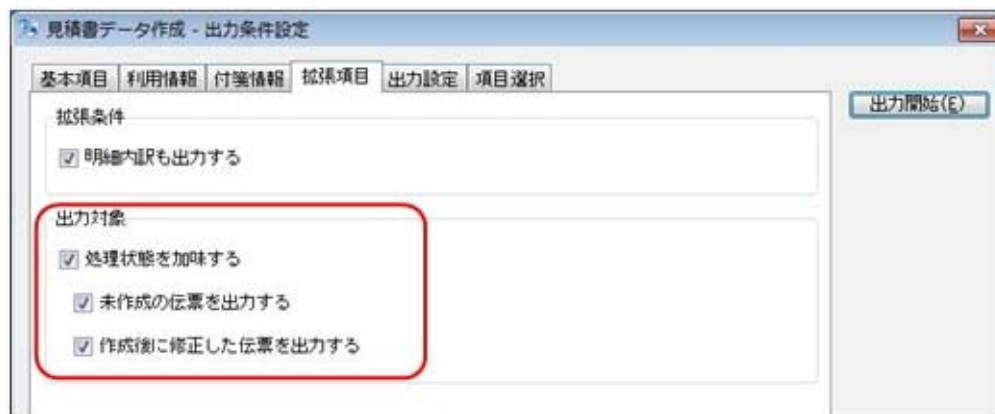 見積書データ作成 - 出力条件設定
基本項目 利用情報 付箋情報 拡張項目 出力設定 項目選択
出力開始(E)
拡張条件
明細内訳も出力する
出力対象
処理状態を加味する
未作成の伝票を出力する
作成後に修正した伝票を出力する